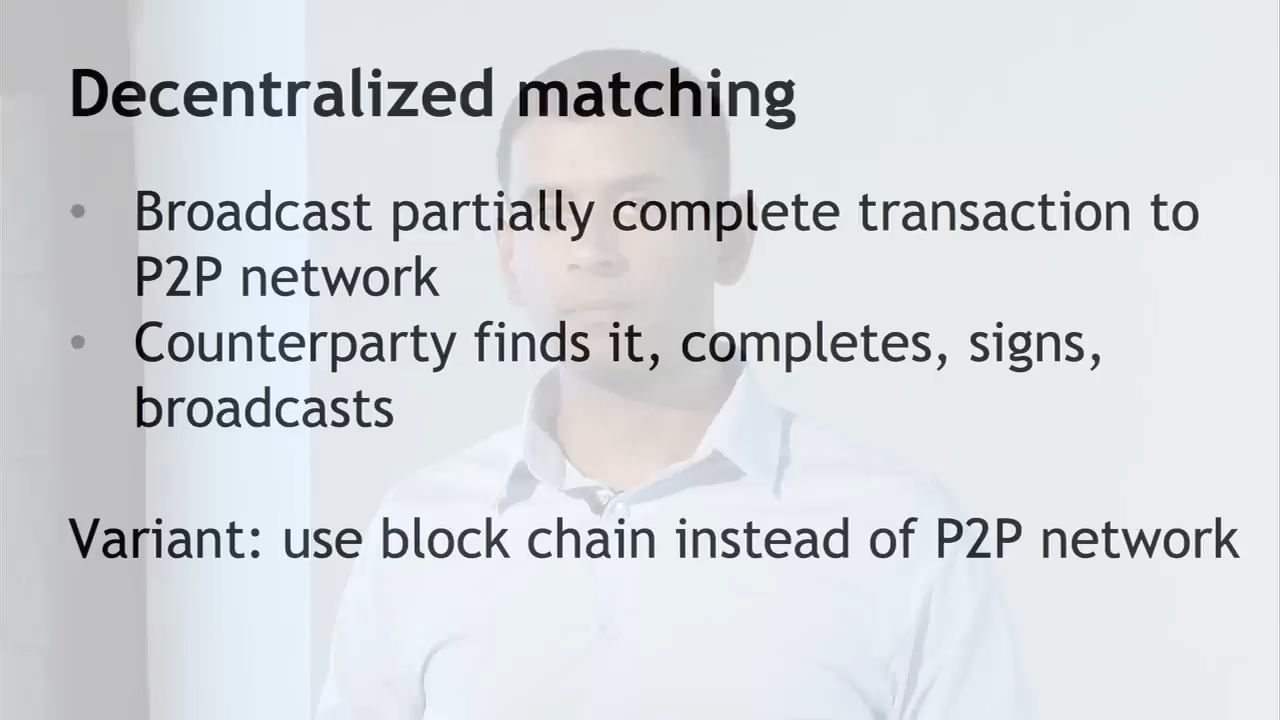 Decentralized matching
• Broadcast partially complete transaction to
P2P network
• Counterparty finds it, completes, signs,
broadcasts
Variant: use block chain instead of P2P network